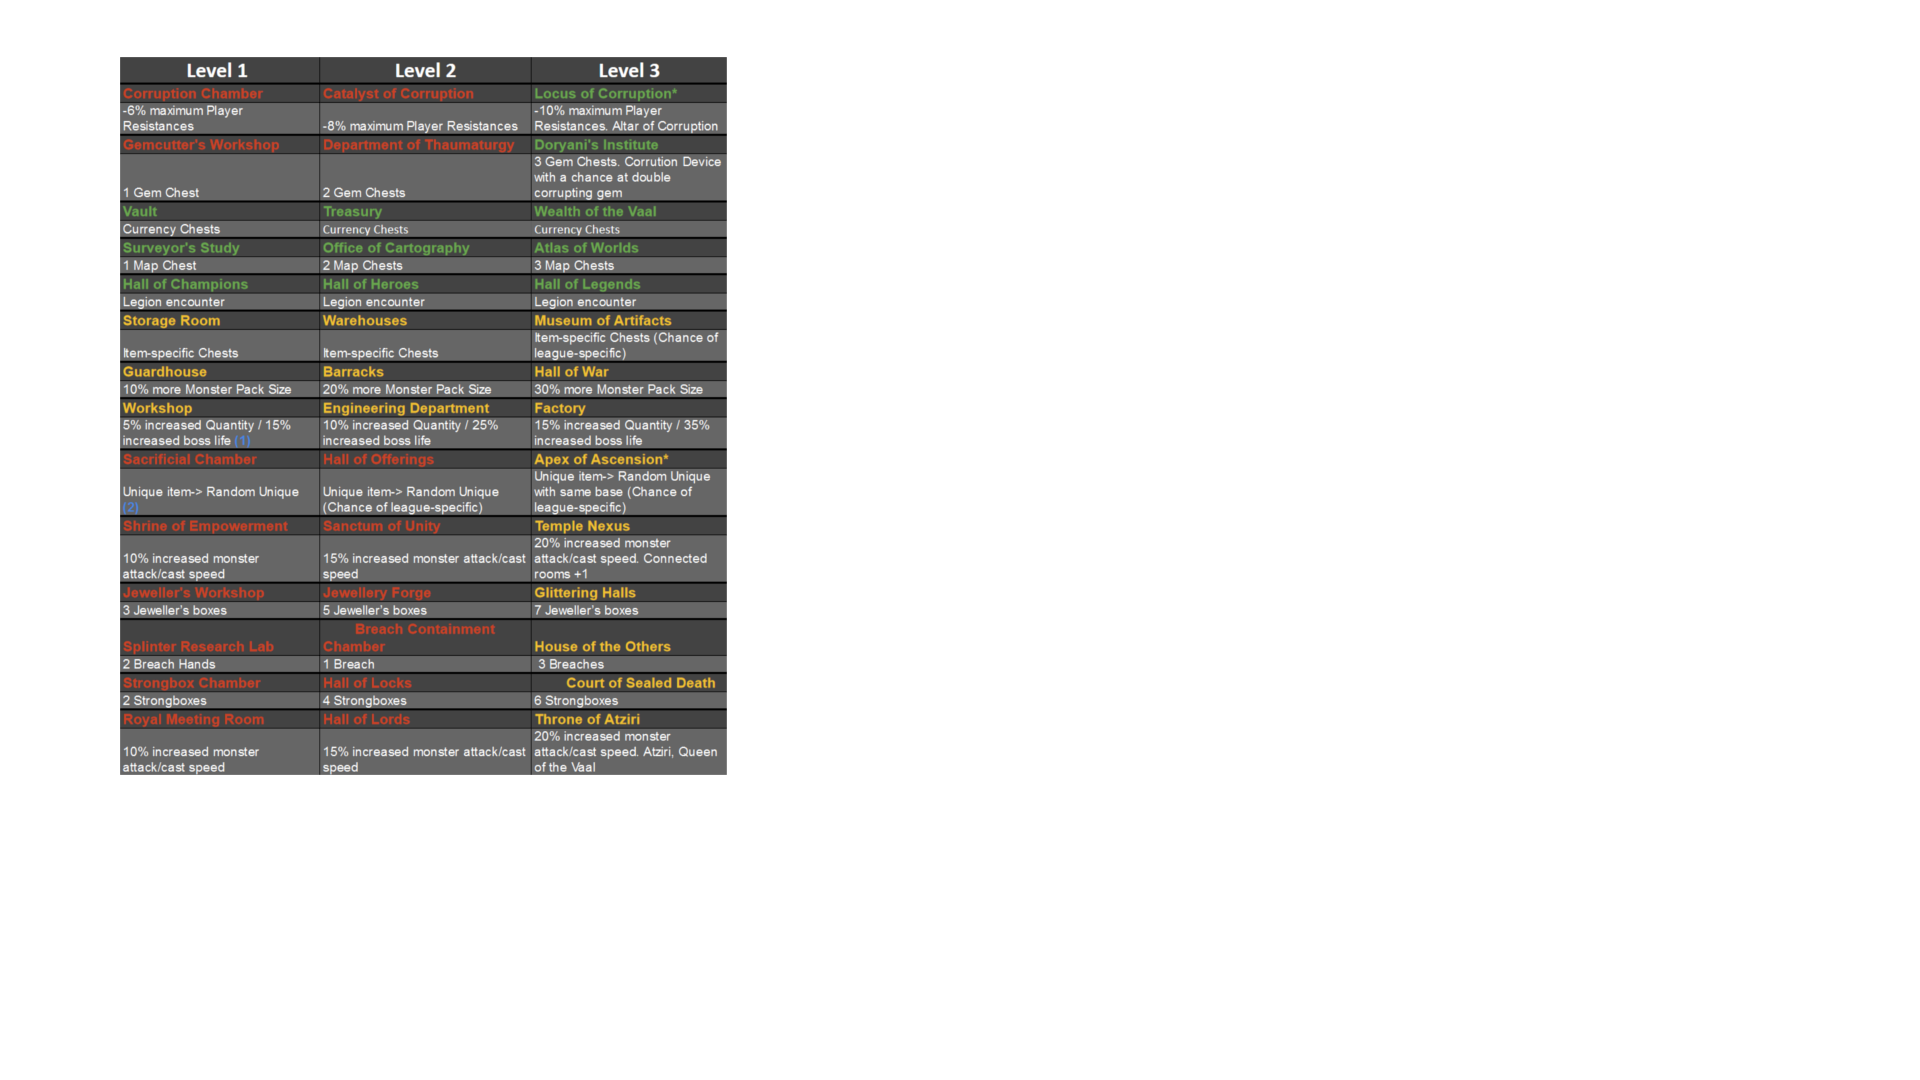 Level 1 Level 2 Level 3
Corruption Chamber Catalyst of Corruption Locus of Corruption*
-6% maximum Player -10% maximum Player
Resistances -8% maximum Player Resistances Resistances. Altar of Corruption
Gemcutter's Workshop Department of Thaumaturgy Doryani's Institute
3 Gem Chests. Corrution Device
with a chance at double
1 Gem Chest 2 Gem Chests corrupting gem
Vault Treasury Wealth of the Vaal
Currency Chests Currency Chests Currency Chests
Surveyor's Study Office of Cartography Atlas of Worlds
1 Map Chest 2 Map Chests 3 Map Chests
Hall of Champions Hall of Heroes Hall of Legends
Legion encounter Legion encounter Legion encounter
Storage Room Warehouses Museum of Artifacts
Item-specific Chests (Chance of
Item-specific Chests Item-specific Chests league-specific)
Guardhouse Barracks Hall of War
10% more Monster Pack Size 20% more Monster Pack Size 30% more Monster Pack Size
Workshop Engineering Department Factory
5% increased Quantity / 15% 10% increased Quantity / 25% 15% increased Quantity / 35%
increased boss life (1) increased boss life increased boss life
Sacrificial Chamber Hall of Offerings Apex of Ascension*
Unique item-> Random Unique
Unique item-> Random Unique Unique item-> Random Unique with same base (Chance of
(2) (Chance of league-specific) league-specific)
Shrine of Empowerment Sanctum of Unity Temple Nexus
20% increased monster
10% increased monster 15% increased monster attack/cast attack/cast speed. Connected
attack/cast speed speed rooms +1
Jeweller's Workshop Jewellery Forge Glittering Halls
3 Jeweller's boxes 5 Jeweller's boxes 7 Jeweller's boxes
Breach Containment
Splinter Research Lab Chamber House of the Others
2 Breach Hands 1 Breach 3 Breaches
Strongbox Chamber Hall of Locks Court of Sealed Death
2 Strongboxes 4 Strongboxes 6 Strongboxes
Royal Meeting Room Hall of Lords Throne of Atziri
20% increased monster
10% increased monster 15% increased monster attack/cast attack/cast speed. Atziri, Queen
attack/cast speed speed of the Vaal